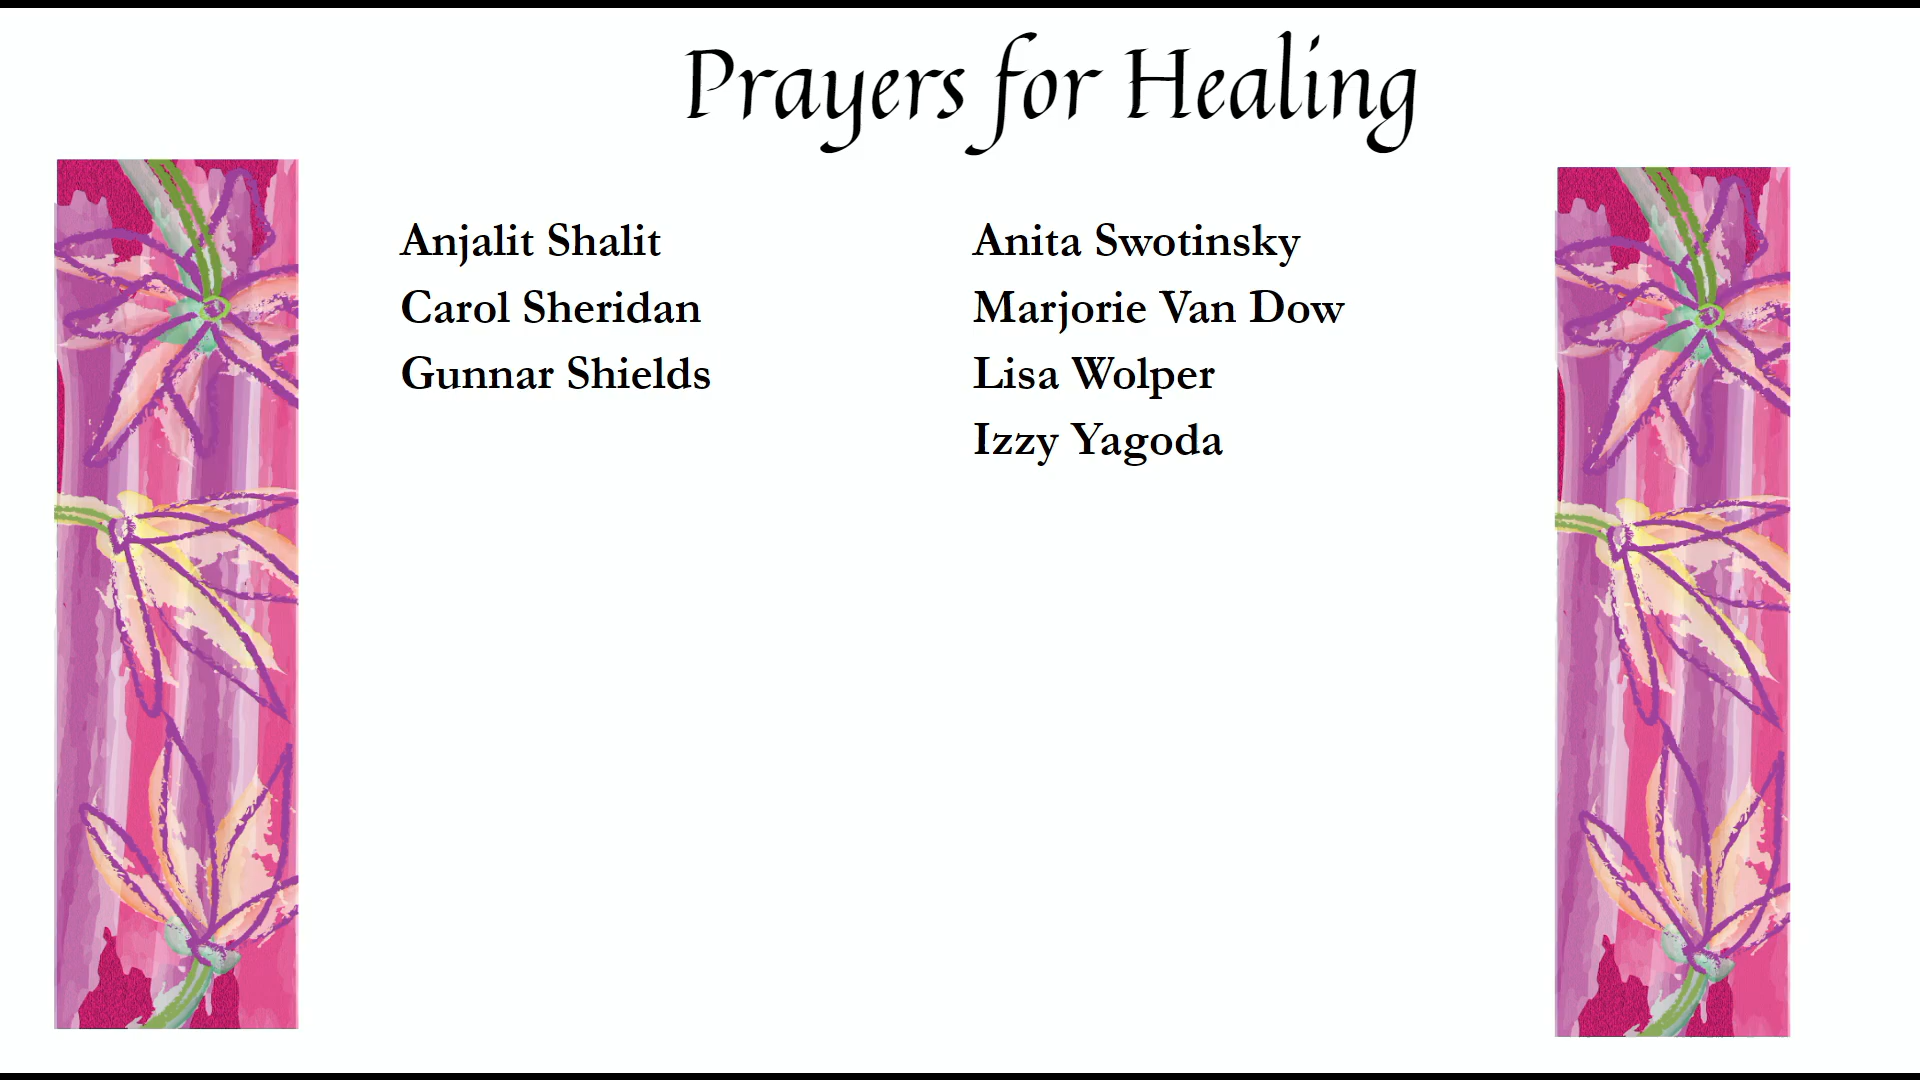 Prayers for Healing
Anjalit Shalit
Carol Sheridan
Gunnar Shields
Anita Swotinsky
Marjorie Van Dow
Lisa Wolper
Izzy Yagoda